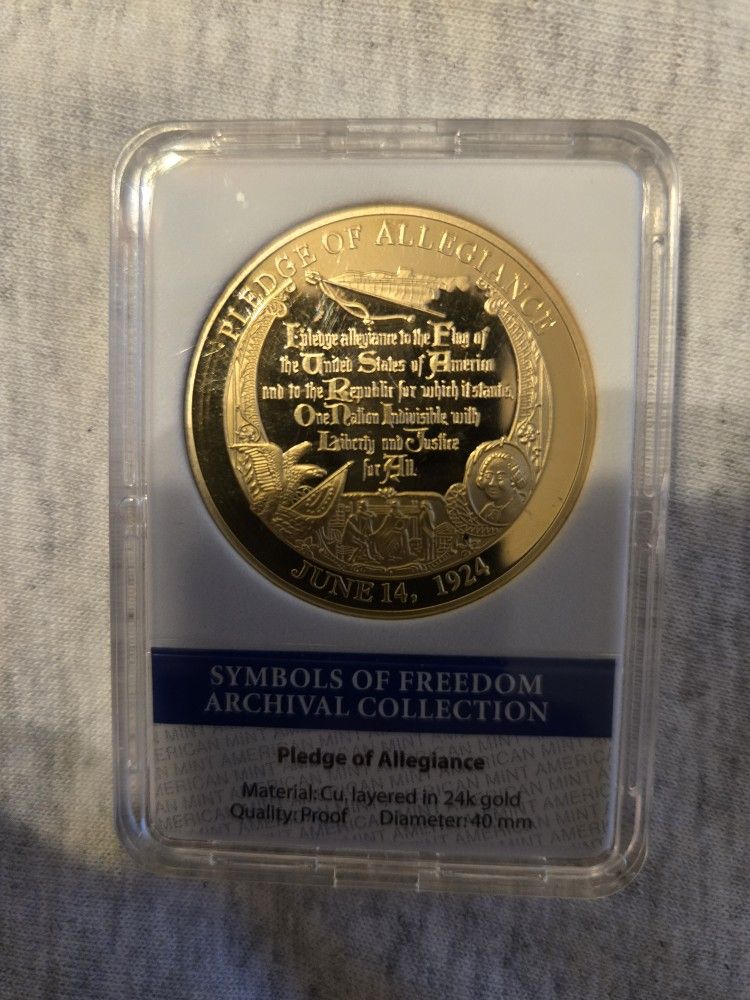 PLEDGE OF ALLEGIANCE
I pledge allegiance to the Flag of
the United States of America
and to the Republic for which it stands,
One Nation Indivisible, with
Liberty and Justice
for All.
JUNE 14, 1924
SYMBOLS OF FREEDOM
ARCHIVAL COLLECTION
AMERICAN MINT
Pledge of Allegiance
Material: Cu, layered in 24k gold
Quality: Proof Diameter: 40 mm